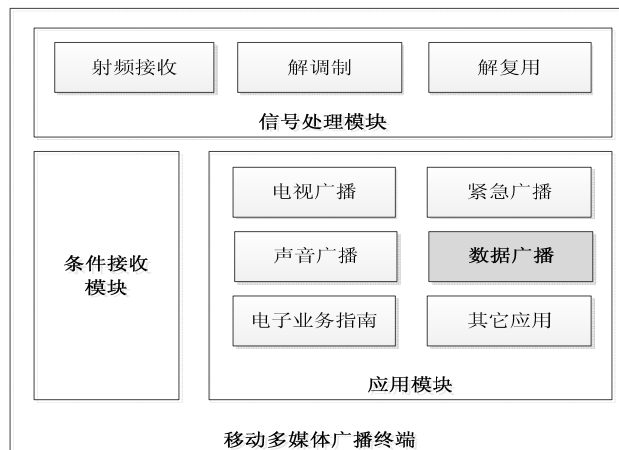 射频接收
解调制
解复用
信号处理模块
条件接收
模块
电视广播
紧急广播
声音广播
数据广播
电子业务指南
其它应用
应用模块
移动多媒体广播终端